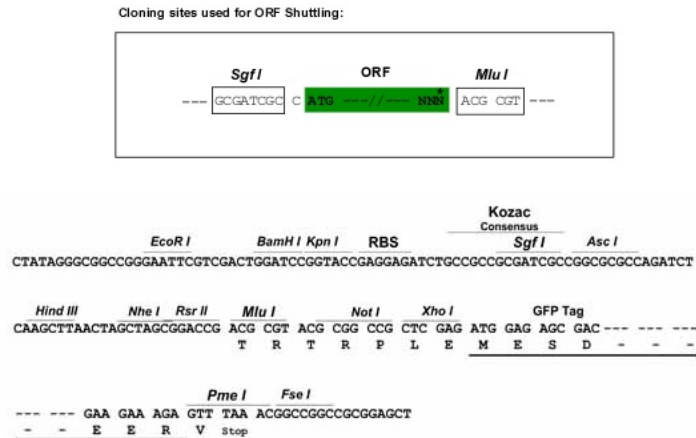 Cloning sites used for ORF Shuttling:
Sgf I ORF Mlu I
--- GCGATCGC C ATG ---//--- NNN* ACG CGT ---
Kozac
Consensus
EcoR I BamH I Kpn I RBS Sgf I Asc I
CTATAGGGCGGCCGGGAATTCGTCGACTGGATCCGGTACCGAGGAGATCTGCCGCCGCGATCGCCGGCGCGCCAGATCT
Hind III Nhe I Rsr II Mlu I Not I Xho I GFP Tag
CAAGCTTAACTAGCTAGCGGACCG ACG CGT ACG CGG CCG CTC GAG ATG GAG AGC GAC --- --- ---
T R T R P L E M E S D - - -
Pme I Fse I
--- --- GAA GAA AGA GTT TAA ACGGCCGGCCGCGGAGCT
- - E E R V Stop